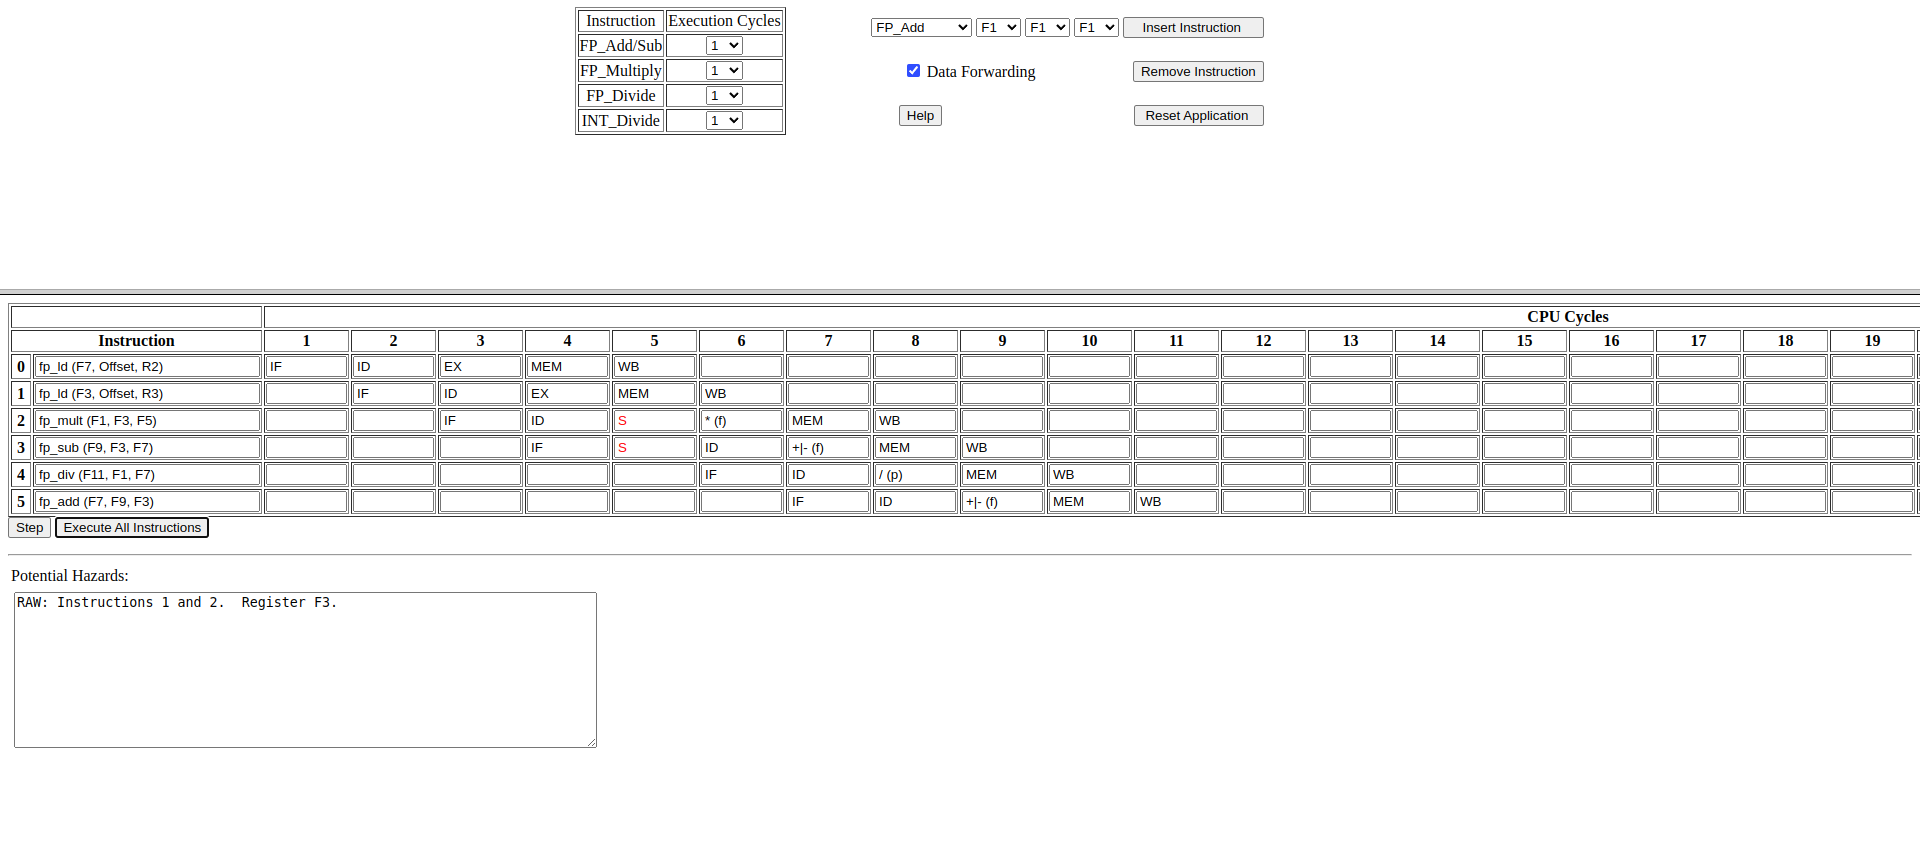 Instruction Execution Cycles
FP_Add/Sub 1
FP_Multiply 1
FP_Divide 1
INT_Divide 1
FP_Add F1 F1 F1 Insert Instruction
Data Forwarding Remove Instruction
Help Reset Application
CPU Cycles
Instruction 1 2 3 4 5 6 7 8 9 10 11 12 13 14 15 16 17 18 19
0 fp_ld (F7, Offset, R2) IF ID EX MEM WB
1 fp_ld (F3, Offset, R3) IF ID EX MEM WB
2 fp_mult (F1, F3, F5) IF ID S * (f) MEM WB
3 fp_sub (F9, F3, F7) IF S ID +|- (f) MEM WB
4 fp_div (F11, F1, F7) IF ID / (p) MEM WB
5 fp_add (F7, F9, F3) IF ID +|- (f) MEM WB
Step Execute All Instructions
Potential Hazards:
RAW: Instructions 1 and 2.  Register F3.